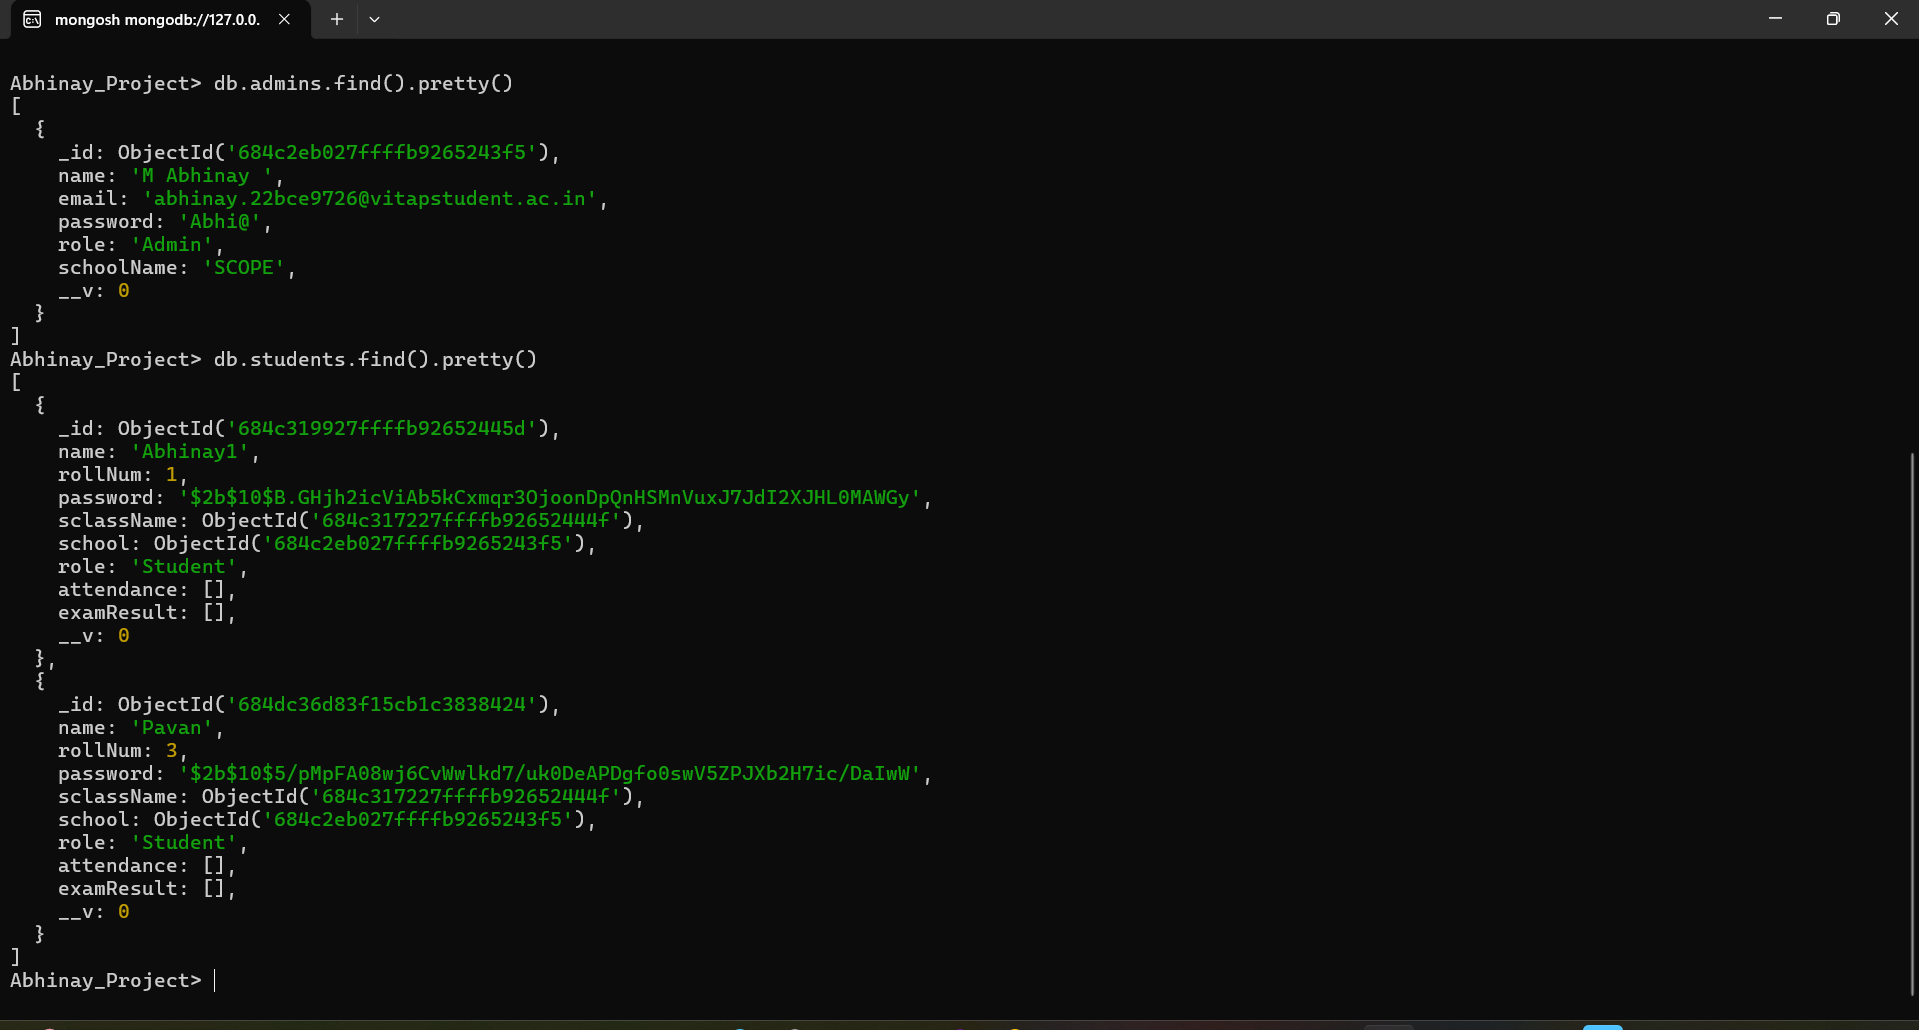 mongosh mongodb://127.0.0.
Abhinay_Project> db.admins.find().pretty()
[
  {
    _id: ObjectId('684c2eb027ffffb9265243f5'),
    name: 'M Abhinay ',
    email: 'abhinay.22bce9726@vitapstudent.ac.in',
    password: 'Abhi@',
    role: 'Admin',
    schoolName: 'SCOPE',
    __v: 0
  }
]
Abhinay_Project> db.students.find().pretty()
[
  {
    _id: ObjectId('684c319927ffffb92652445d'),
    name: 'Abhinay1',
    rollNum: 1,
    password: '$2b$10$B.GHjh2icViAb5kCxmqr3OjoonDpQnHSMnVuxJ7JdI2XJHL0MAWGy',
    sclassName: ObjectId('684c317227ffffb92652444f'),
    school: ObjectId('684c2eb027ffffb9265243f5'),
    role: 'Student',
    attendance: [],
    examResult: [],
    __v: 0
  },
  {
    _id: ObjectId('684dc36d83f15cb1c3838424'),
    name: 'Pavan',
    rollNum: 3,
    password: '$2b$10$5/pMpFA08wj6CvWwlkd7/uk0DeAPDgfo0swV5ZPJXb2H7ic/DaIwW',
    sclassName: ObjectId('684c317227ffffb92652444f'),
    school: ObjectId('684c2eb027ffffb9265243f5'),
    role: 'Student',
    attendance: [],
    examResult: [],
    __v: 0
  }
]
Abhinay_Project>